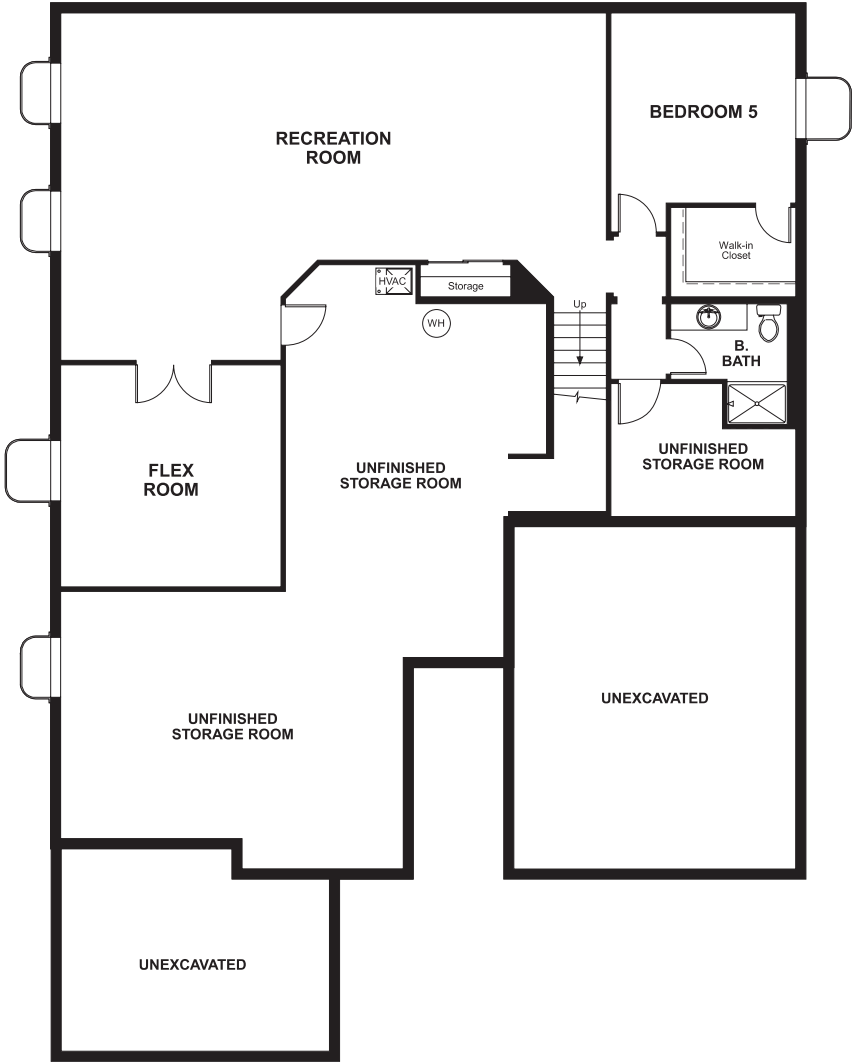 BEDROOM 5
RECREATION
ROOM
Walk-in
Closet
HVAC
Storage
Up
WH
B.
BATH
UNFINISHED
STORAGE ROOM
FLEX
ROOM
UNFINISHED
STORAGE ROOM
UNEXCAVATED
UNFINISHED
STORAGE ROOM
UNEXCAVATED